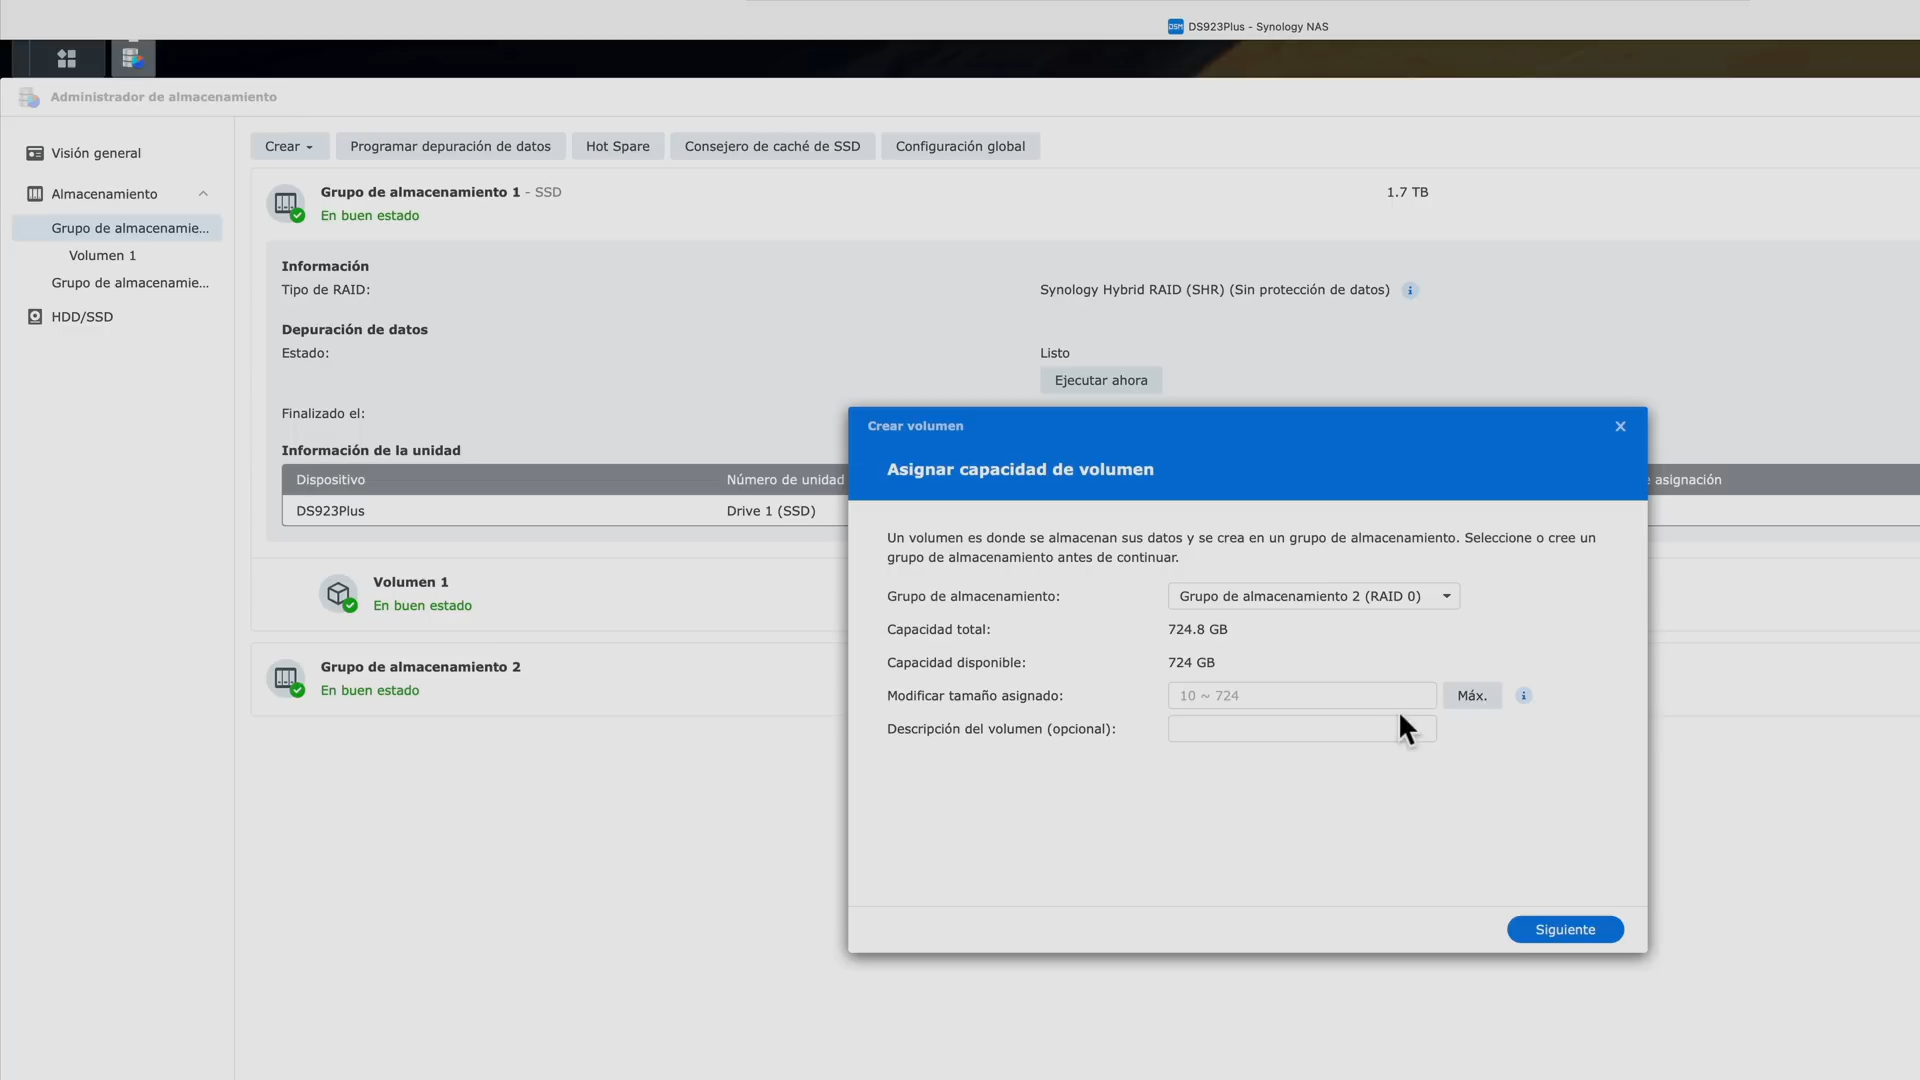 DSM DS923Plus - Synology NAS
Administrador de almacenamiento
Visión general
Almacenamiento
Grupo de almacenamie...
Volumen 1
Grupo de almacenamie...
HDD/SSD
Crear
Programar depuración de datos
Hot Spare
Consejero de caché de SSD
Configuración global
Grupo de almacenamiento 1 - SSD
1.7 TB
En buen estado
Información
Tipo de RAID:
Synology Hybrid RAID (SHR) (Sin protección de datos)
Depuración de datos
Estado:
Listo
Ejecutar ahora
Finalizado el:
Información de la unidad
Dispositivo
Número de unidad
asignación
DS923Plus
Drive 1 (SSD)
Volumen 1
En buen estado
Grupo de almacenamiento 2
En buen estado
Crear volumen
Asignar capacidad de volumen
Un volumen es donde se almacenan sus datos y se crea en un grupo de almacenamiento. Seleccione o cree un
grupo de almacenamiento antes de continuar.
Grupo de almacenamiento:
Grupo de almacenamiento 2 (RAID 0)
Capacidad total:
724.8 GB
Capacidad disponible:
724 GB
Modificar tamaño asignado:
10 ~ 724
Máx.
Descripción del volumen (opcional):
Siguiente